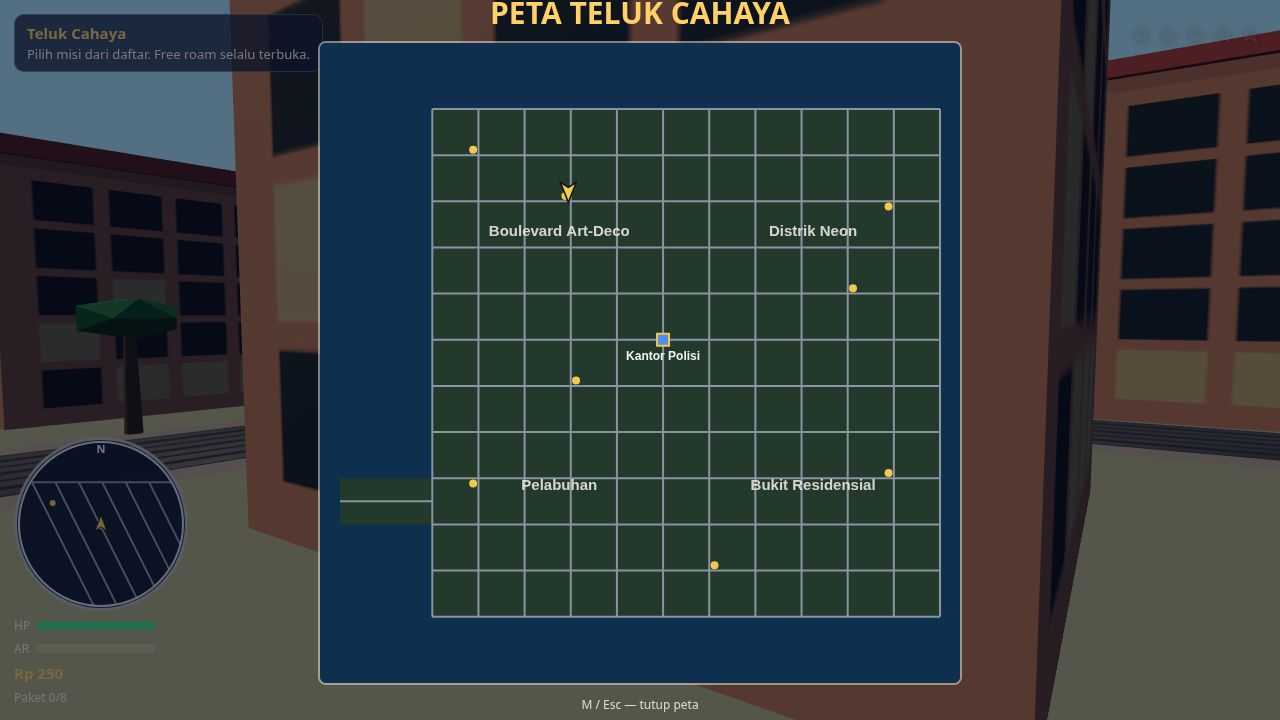 PETA TELUK CAHAYA
Teluk Cahaya
Pilih misi dari daftar. Free roam selalu terbuka.
Boulevard Art-Deco
Distrik Neon
Kantor Polisi
N
Pelabuhan
Bukit Residensial
HP
AR
Rp 250
Paket 0/8
M / Esc — tutup peta